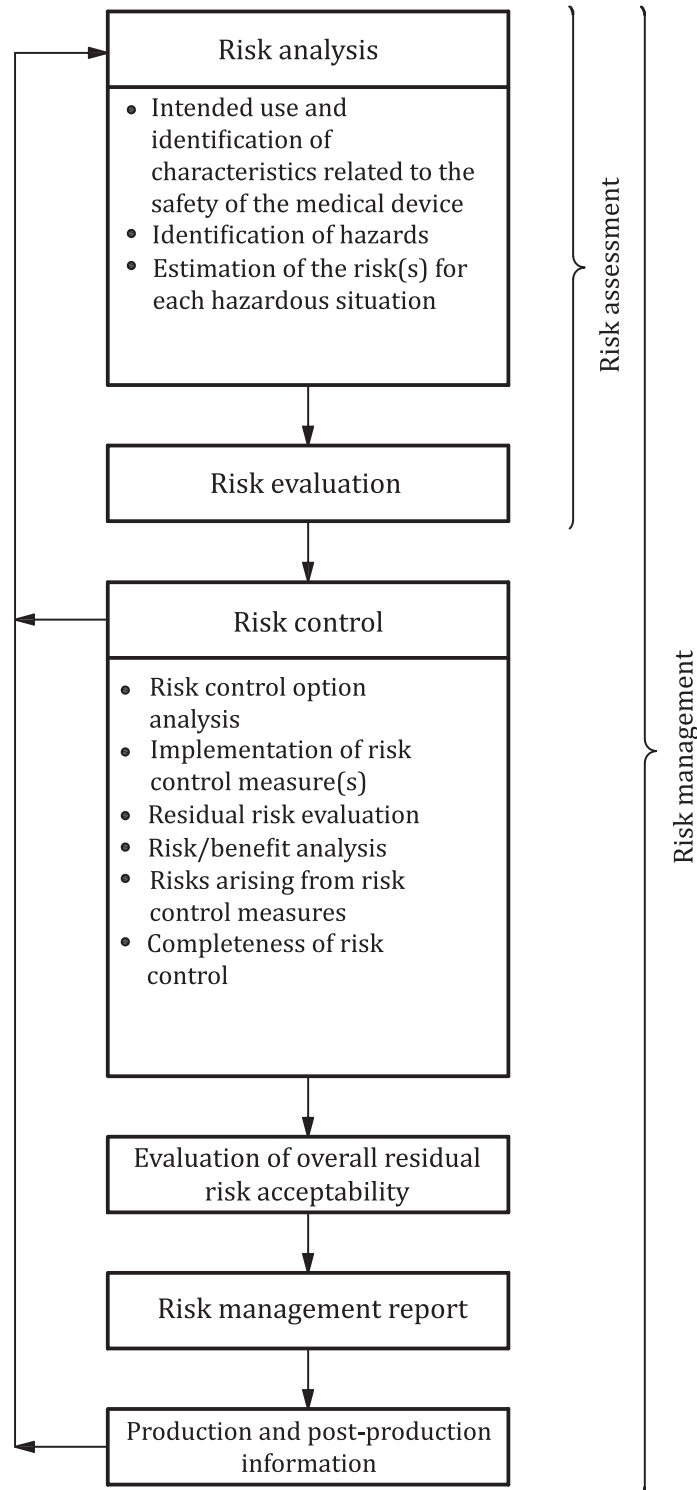 Risk analysis
• Intended use and
identification of
characteristics related to the
safety of the medical device
• Identification of hazards
• Estimation of the risk(s) for
each hazardous situation
Risk evaluation
Risk assessment
Risk control
• Risk control option
analysis
• Implementation of risk
control measure(s)
• Residual risk evaluation
• Risk/benefit analysis
• Risks arising from risk
control measures
• Completeness of risk
control
Risk management
Evaluation of overall residual
risk acceptability
Risk management report
Production and post-production
information